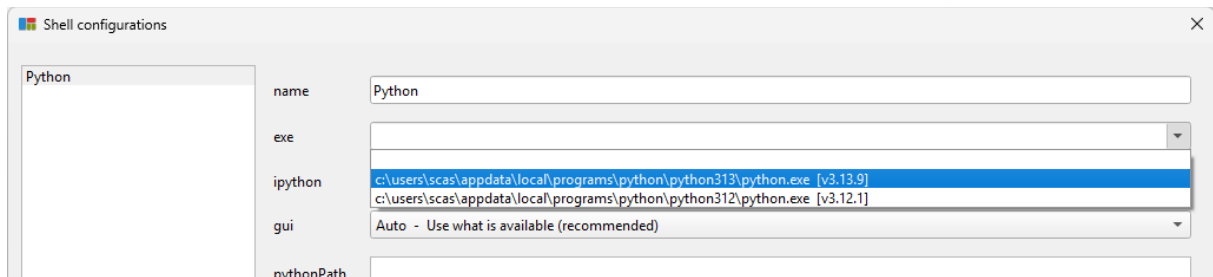 Shell configurations
Python
name
Python
exe
c:\users\scas\appdata\local\programs\python\python313\python.exe [v3.13.9]
ipython
c:\users\scas\appdata\local\programs\python\python312\python.exe [v3.12.1]
gui
Auto - Use what is available (recommended)
pythonPath